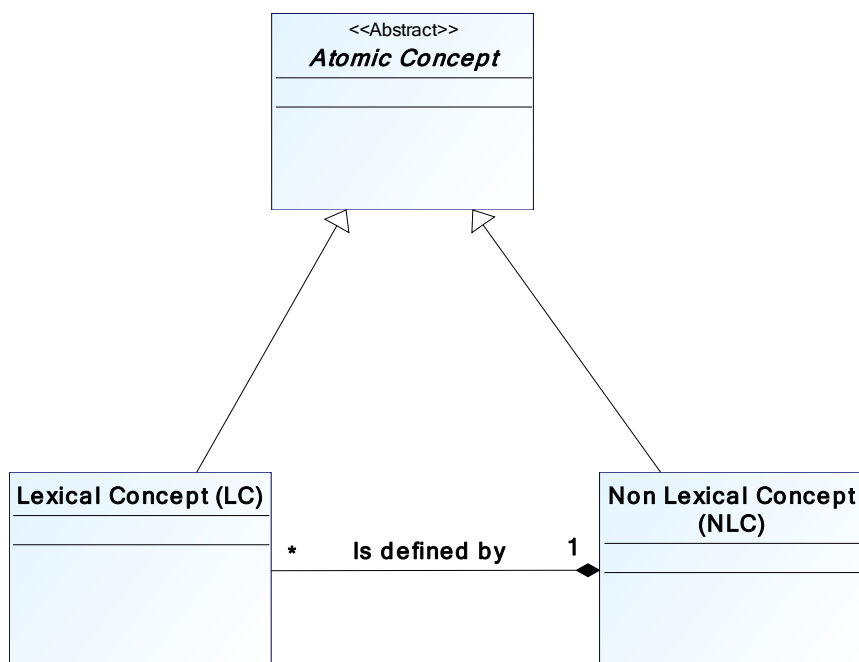 <<Abstract>>
Atomic Concept
Lexical Concept (LC)
Non Lexical Concept
(NLC)
* Is defined by 1